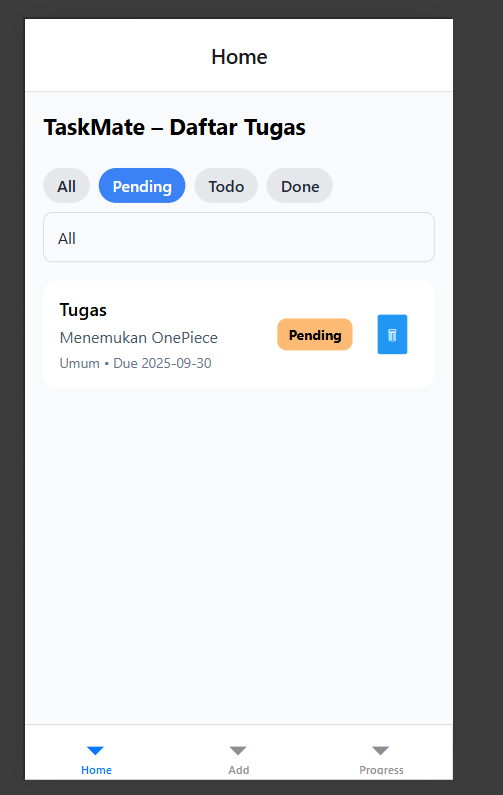 Home
TaskMate – Daftar Tugas
All Pending Todo Done
All
Tugas
Menemukan OnePiece
Umum • Due 2025-09-30
Pending
Home Add Progress